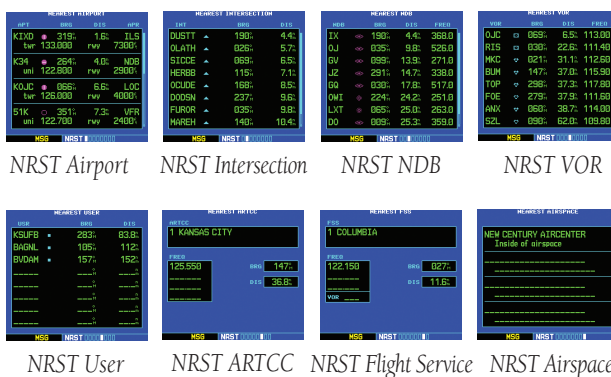 NEAREST AIRPORT
APT BRG DIS APR
KIXD 319° 1.6 ILS
twr 133.000 rwy 7300'
K34 264° 4.0 NDB
uni 122.800 rwy 2900'
KOJC 066° 6.6 LOC
twr 126.000 rwy 4000'
51K 351° 7.3 VFR
uni 122.700 rwy 2400'
MSG NRST
NEAREST INTERSECTION
INT BRG DIS
DUSTT 190° 4.4
OLATH 026° 5.7
SICCE 069° 6.5
HERBB 115° 7.1
OCUDE 168° 8.5
DODSN 237° 9.6
FUROR 035° 9.8
MAREH 140° 10.4
MSG NRST
NEAREST NDB
NDB BRG DIS FREQ
IX 190° 4.4 368.0
OJ 035° 9.8 526.0
GV 099° 13.9 271.0
JZ 291° 14.7 338.0
GQ 030° 17.8 517.0
OWI 224° 24.2 251.0
LXT 065° 25.0 263.0
DO 009° 25.3 359.0
MSG NRST
NEAREST VOR
VOR BRG DIS FREQ
OJC 069° 6.5 113.00
RIS 030° 22.6 111.40
MKC 021° 31.1 112.60
BUM 147° 37.0 115.90
TOP 298° 37.3 117.80
FOE 279° 37.9 111.60
ANX 060° 38.7 114.00
SZL 090° 62.0 109.80
MSG NRST
NRST Airport
NRST Intersection
NRST NDB
NRST VOR
NEAREST USER
USR BRG DIS
KSUFB 283° 83.8
BAGNL 105° 112
BVDAM 157° 152
MSG NRST
NEAREST ARTCC
ARTCC
1 KANSAS CITY
FREQ
125.550
BRG 147°
DIS 36.8
MSG NRST
NEAREST FSS
FSS
1 COLUMBIA
FREQ
122.150
BRG 027°
DIS 11.6
VOR
MSG NRST
NEAREST AIRSPACE
NEW CENTURY AIRCENTER
Inside of airspace
MSG NRST
NRST User
NRST ARTCC
NRST Flight Service
NRST Airspace